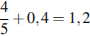 4/5 + 0,4 = 1,2